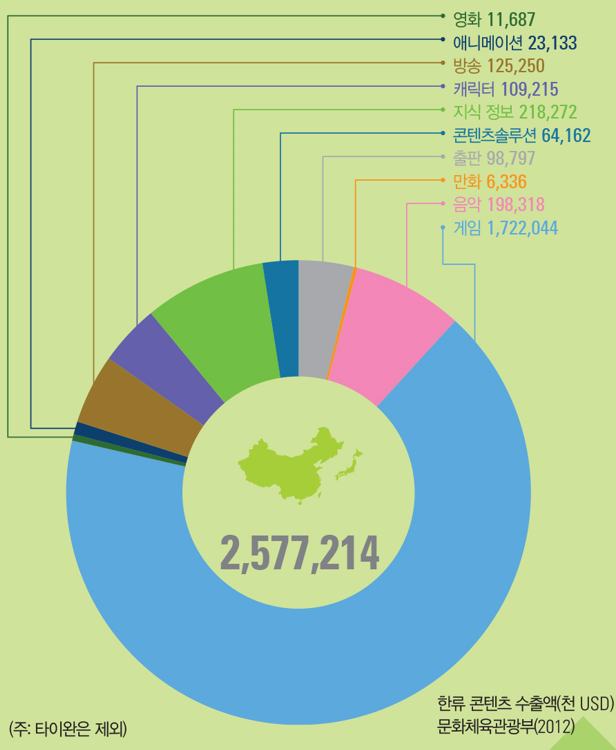 영화 11,687
애니메이션 23,133
방송 125,250
캐릭터 109,215
지식 정보 218,272
콘텐츠솔루션 64,162
출판 98,797
만화 6,336
음악 198,318
게임 1,722,044
2,577,214
한류 콘텐츠 수출액(천 USD)
문화체육관광부(2012)
(주: 타이완은 제외)